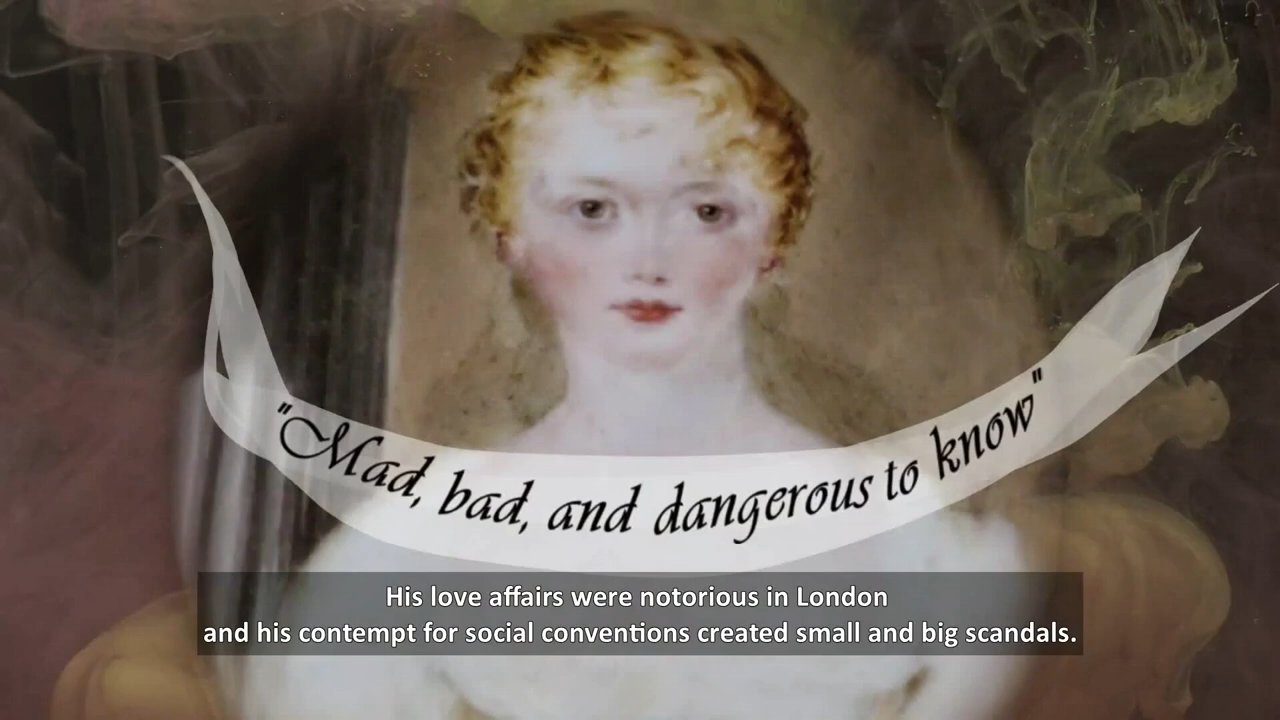 "Mad, bad, and dangerous to know"
His love affairs were notorious in London
and his contempt for social conventions created small and big scandals.